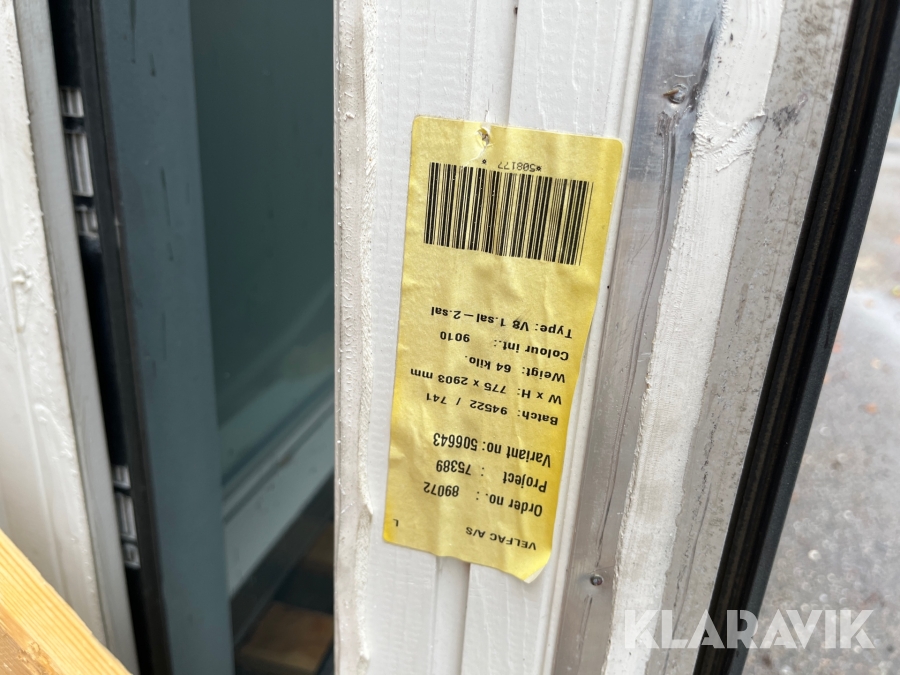 VELFAC A/S L
Order no.: 89072
Project : 75389
Variant no: 506643
Batch: 94522 / 741
W x H: 775 x 2903 mm
Weigt: 64 kilo.
Colour int.: 9010
Type: V8 1.sal-2.sal
*508177 *
KLARAVIK